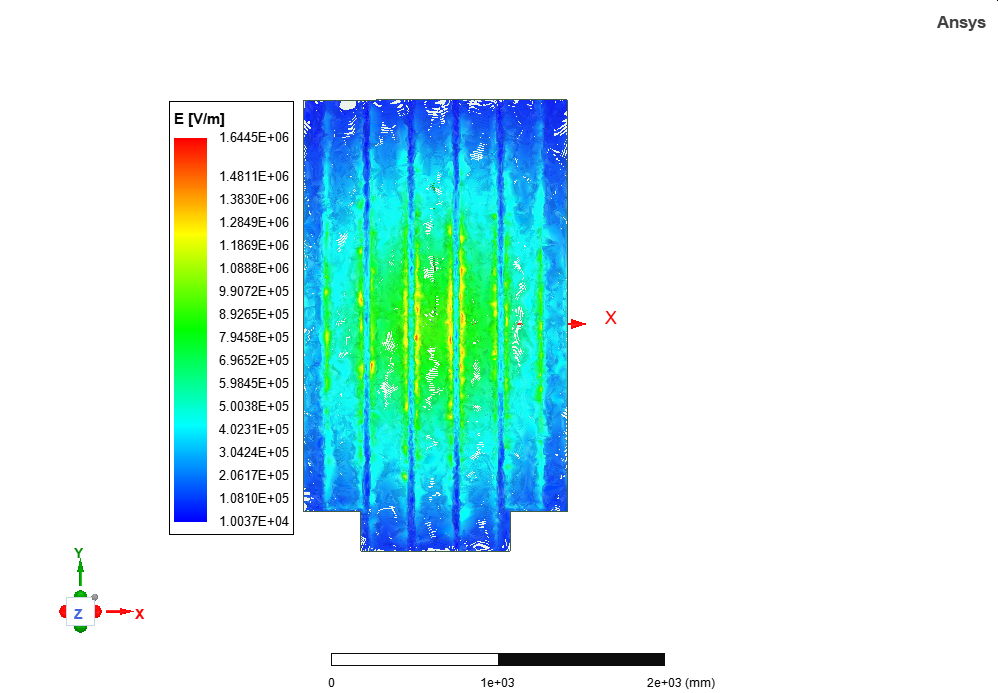 Ansys
E [V/m]
1.6445E+06
1.4811E+06
1.3830E+06
1.2849E+06
1.1869E+06
1.0888E+06
9.9072E+05
8.9265E+05
7.9458E+05
6.9652E+05
5.9845E+05
5.0038E+05
4.0231E+05
3.0424E+05
2.0617E+05
1.0810E+05
1.0037E+04
X
Y
Z X
0 1e+03 2e+03 (mm)